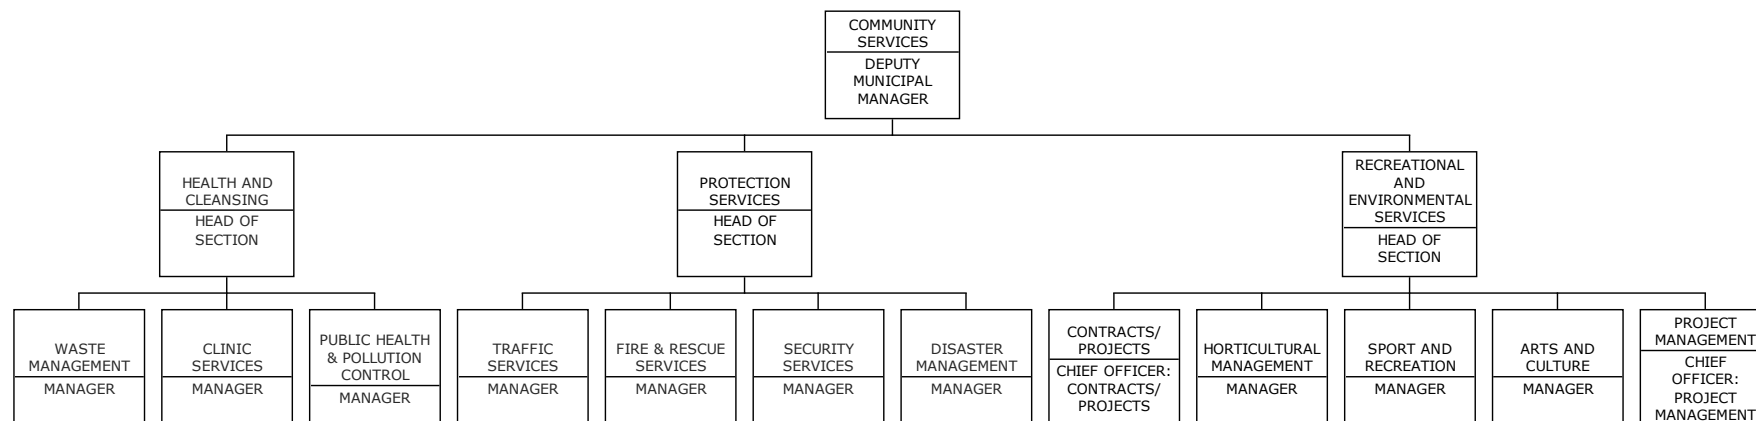 COMMUNITY
SERVICES
DEPUTY
MUNICIPAL
MANAGER
HEALTH AND
CLEANSING
HEAD OF
SECTION
PROTECTION
SERVICES
HEAD OF
SECTION
RECREATIONAL
AND
ENVIRONMENTAL
SERVICES
HEAD OF
SECTION
WASTE
MANAGEMENT
MANAGER
CLINIC
SERVICES
MANAGER
PUBLIC HEALTH
& POLLUTION
CONTROL
MANAGER
TRAFFIC
SERVICES
MANAGER
FIRE & RESCUE
SERVICES
MANAGER
SECURITY
SERVICES
MANAGER
DISASTER
MANAGEMENT
MANAGER
CONTRACTS/
PROJECTS
CHIEF OFFICER:
CONTRACTS/
PROJECTS
HORTICULTURAL
MANAGEMENT
MANAGER
SPORT AND
RECREATION
MANAGER
ARTS AND
CULTURE
MANAGER
PROJECT
MANAGEMENT
CHIEF
OFFICER:
PROJECT
MANAGEMENT